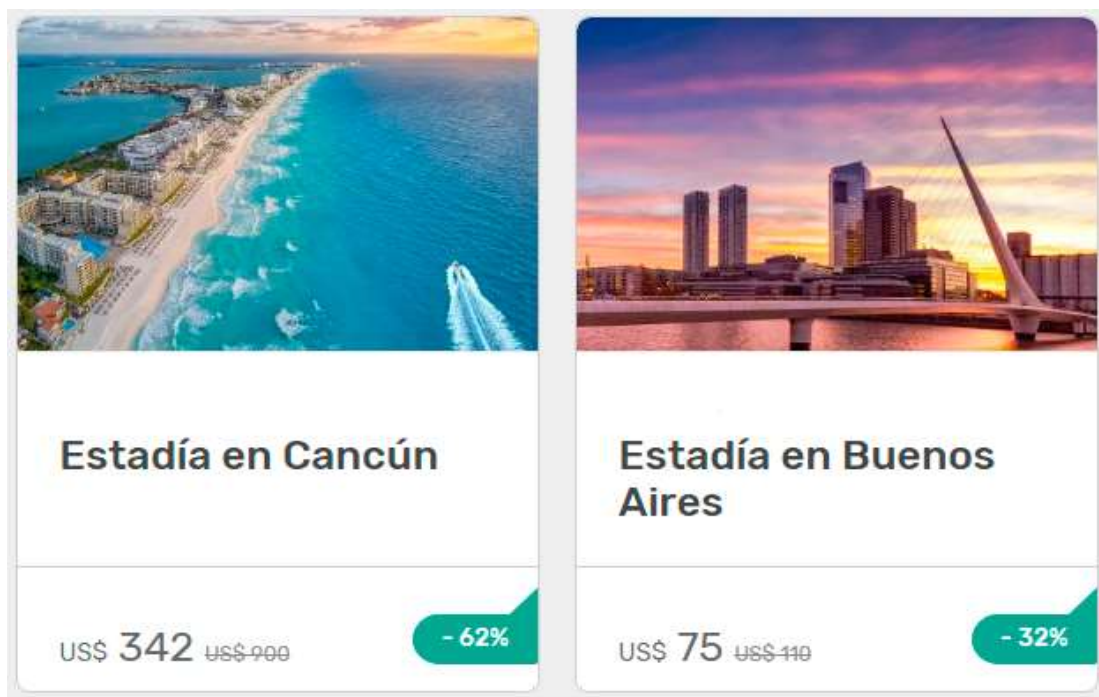 Estadía en Cancún
US$ 342 US$ 900
- 62%
Estadía en Buenos
Aires
US$ 75 US$ 110
- 32%